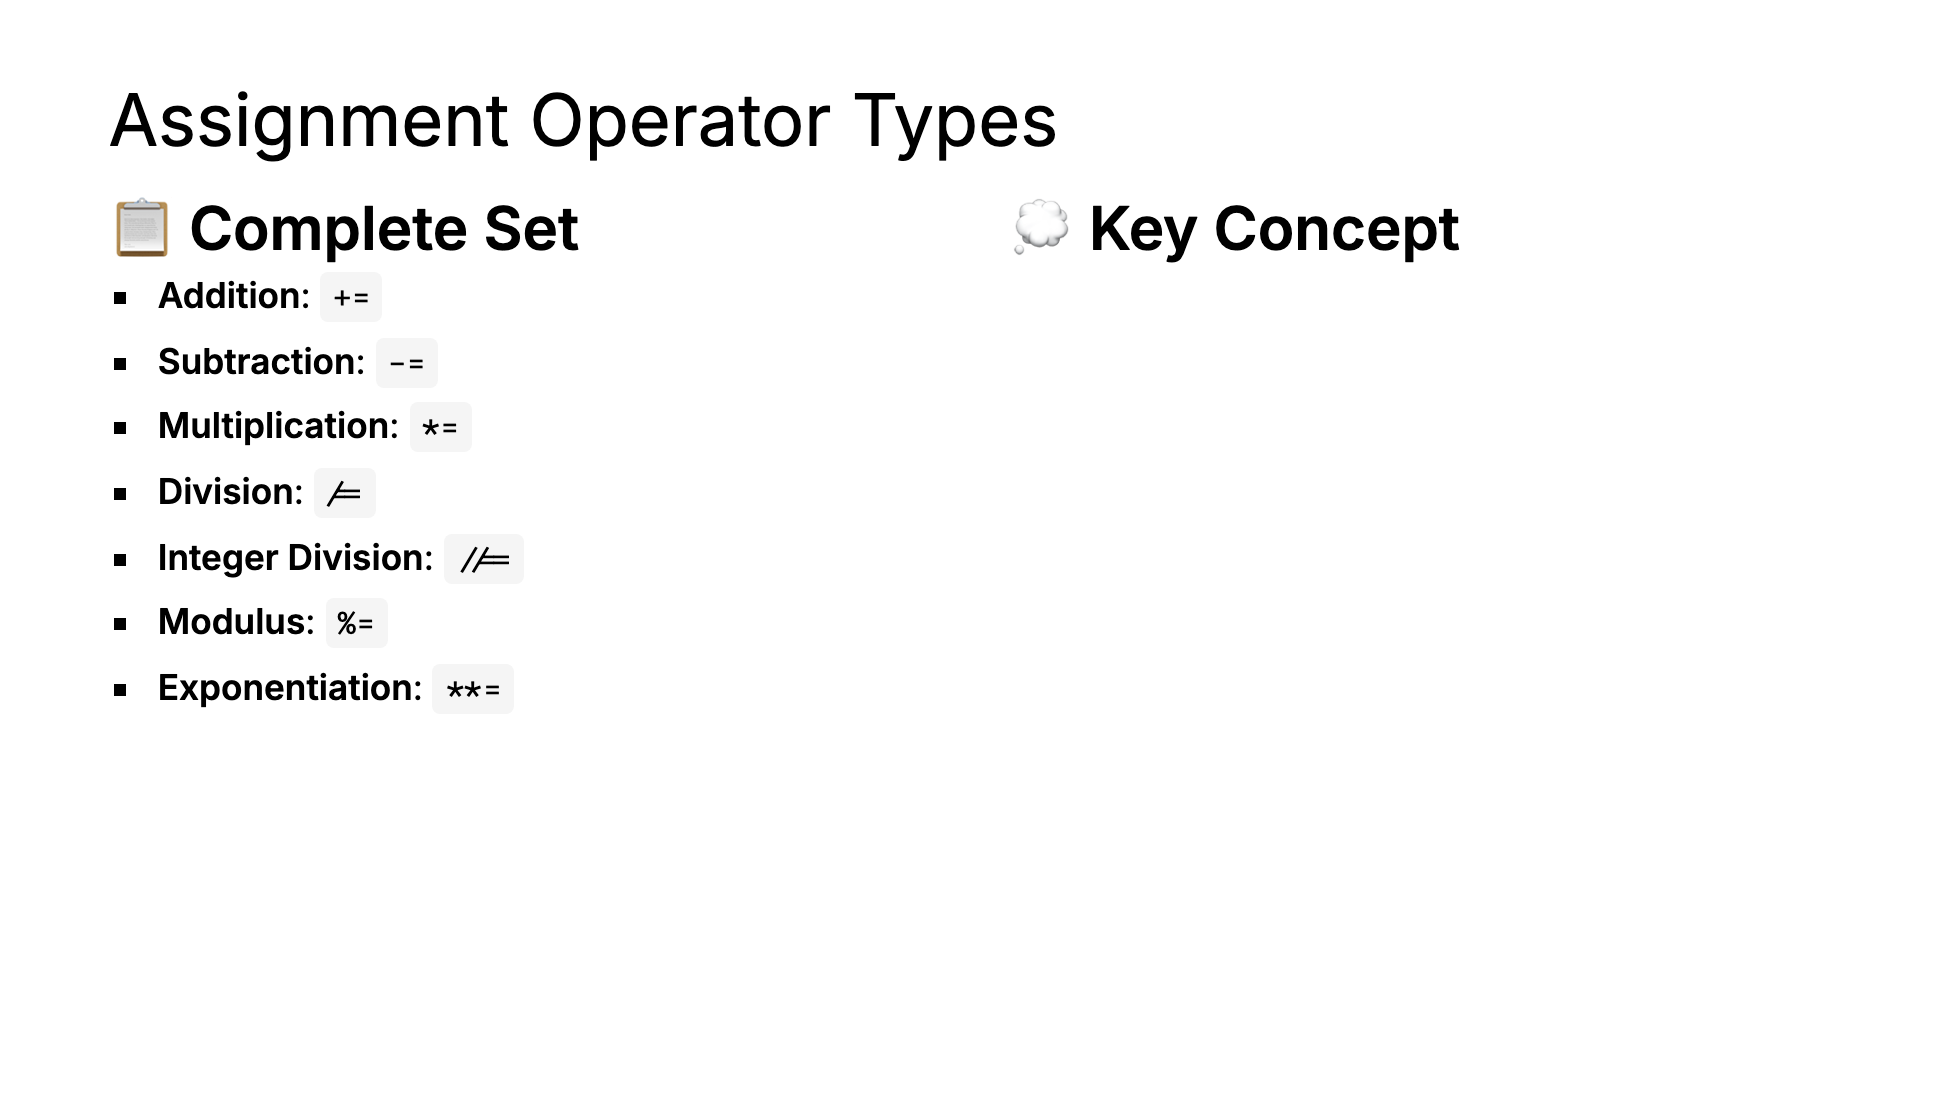 Assignment Operator Types
📋 Complete Set
Addition: +=
Subtraction: -=
Multiplication: *=
Division: /=
Integer Division: //=
Modulus: %=
Exponentiation: **=
💭 Key Concept